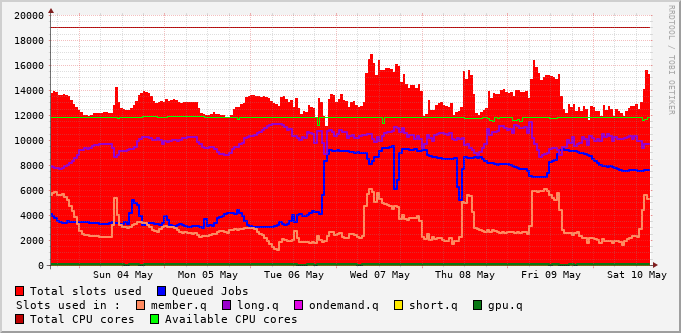 RRDTOOL / TOBI OETIKER
20000
18000
16000
14000
12000
10000
8000
6000
4000
2000
0
Sun 04 May Mon 05 May Tue 06 May Wed 07 May Thu 08 May Fri 09 May Sat 10 May
Total slots used Queued Jobs
Slots used in : member.q long.q ondemand.q short.q gpu.q
Total CPU cores Available CPU cores